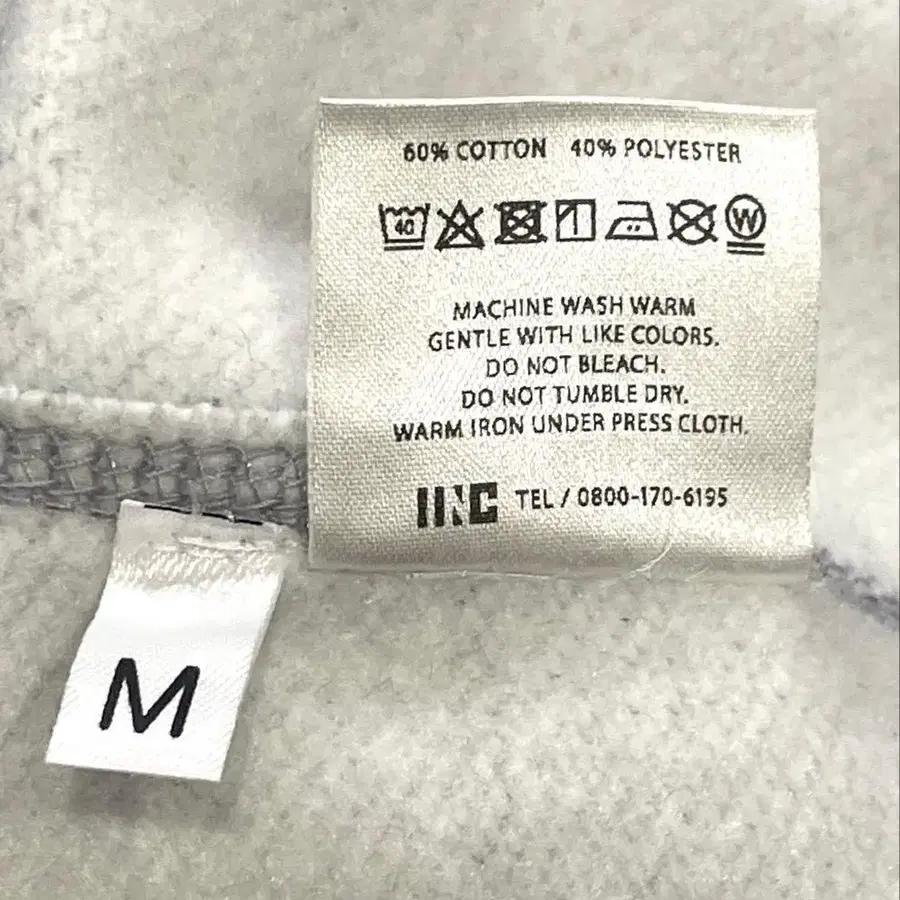 60% COTTON 40% POLYESTER
40 W
MACHINE WASH WARM
GENTLE WITH LIKE COLORS.
DO NOT BLEACH.
DO NOT TUMBLE DRY.
WARM IRON UNDER PRESS CLOTH.
TEL / 0800-170-6195
M